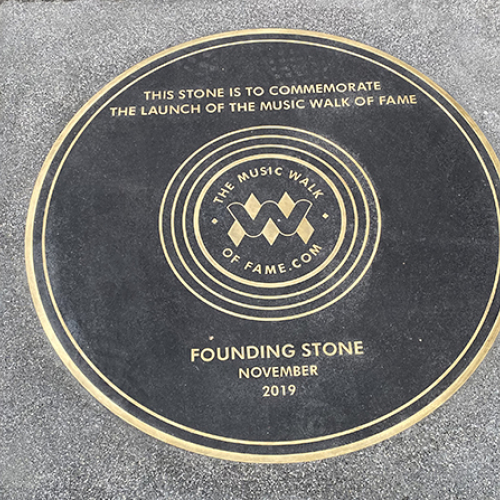 THIS STONE IS TO COMMEMORATE
THE LAUNCH OF THE MUSIC WALK OF FAME
THE MUSIC WALK
OF FAME.COM
FOUNDING STONE
NOVEMBER
2019